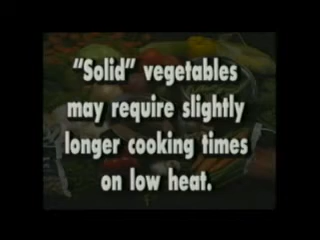 “Solid” vegetables
may require slightly
longer cooking times
on low heat.